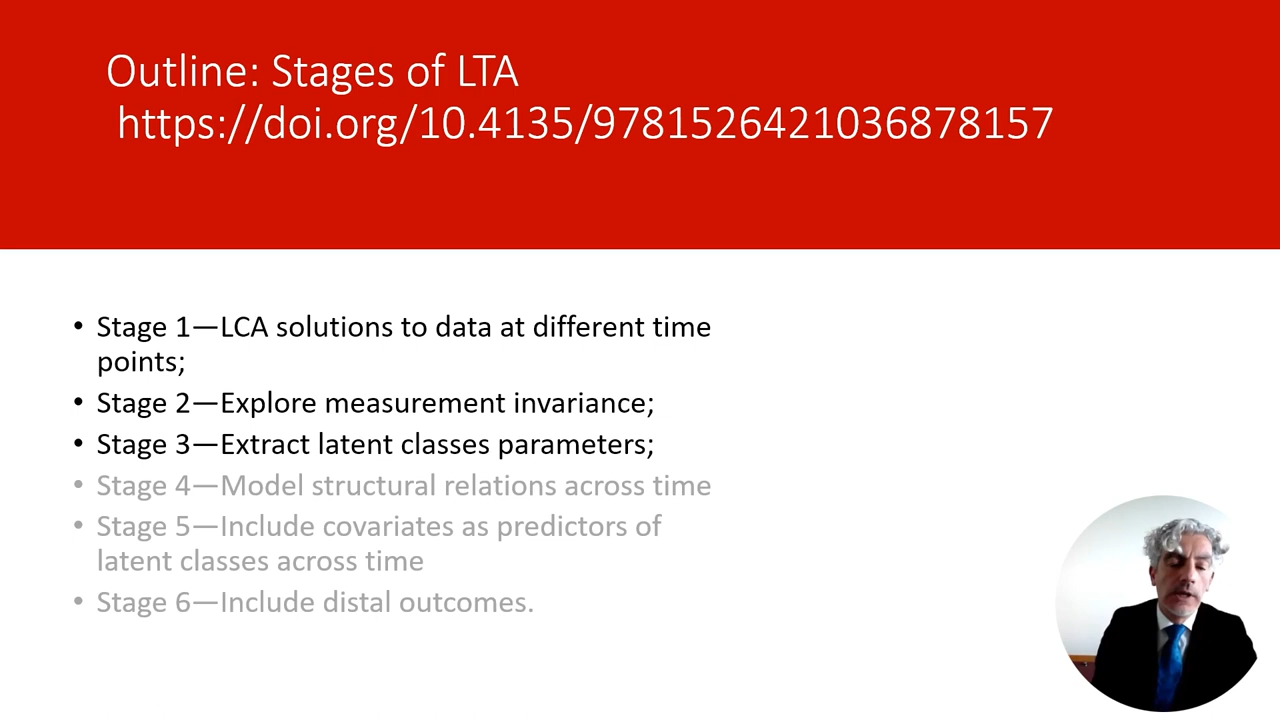 Outline: Stages of LTA
https://doi.org/10.4135/9781526421036878157
• Stage 1—LCA solutions to data at different time
points;
• Stage 2—Explore measurement invariance;
• Stage 3—Extract latent classes parameters;
• Stage 4—Model structural relations across time
• Stage 5—Include covariates as predictors of
latent classes across time
• Stage 6—Include distal outcomes.